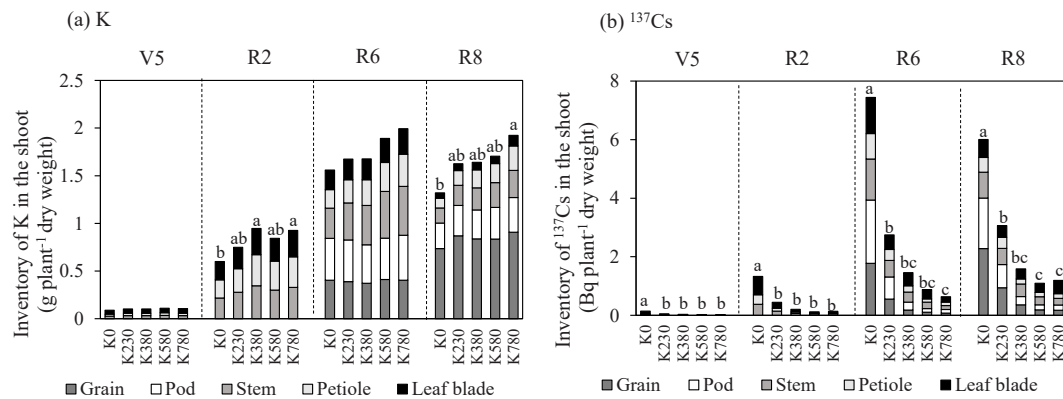 (a) K
V5 R2 R6 R8
Inventory of K in the shoot
(g plant⁻¹ dry weight)
2.5
2
1.5
1
0.5
0
b ab a ab a
b ab ab ab a
K0 K230 K380 K580 K780 K0 K230 K380 K580 K780 K0 K230 K380 K580 K780 K0 K230 K380 K580 K780
Grain Pod Stem Petiole Leaf blade
(b) ¹³⁷Cs
V5 R2 R6 R8
Inventory of ¹³⁷Cs in the shoot
(Bq plant⁻¹ dry weight)
8
6
4
2
0
a b b b b
a b b b b
a b bc bc c
a b bc c c
K0 K230 K380 K580 K780 K0 K230 K380 K580 K780 K0 K230 K380 K580 K780 K0 K230 K380 K580 K780
Grain Pod Stem Petiole Leaf blade